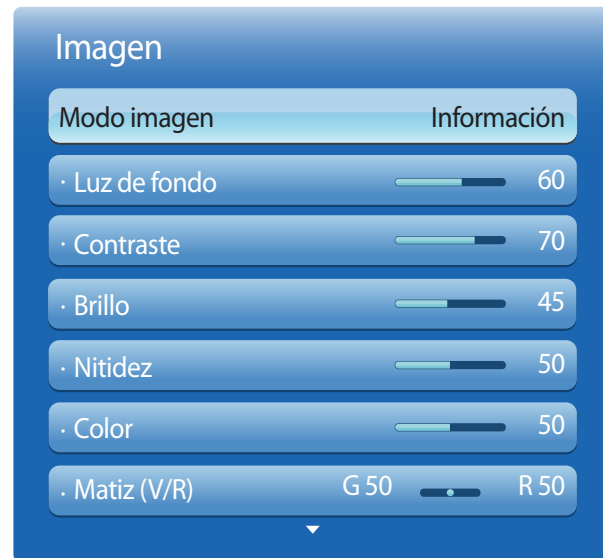 Imagen
Modo imagen Información
· Luz de fondo 60
· Contraste 70
· Brillo 45
· Nitidez 50
· Color 50
· Matiz (V/R) G 50 R 50